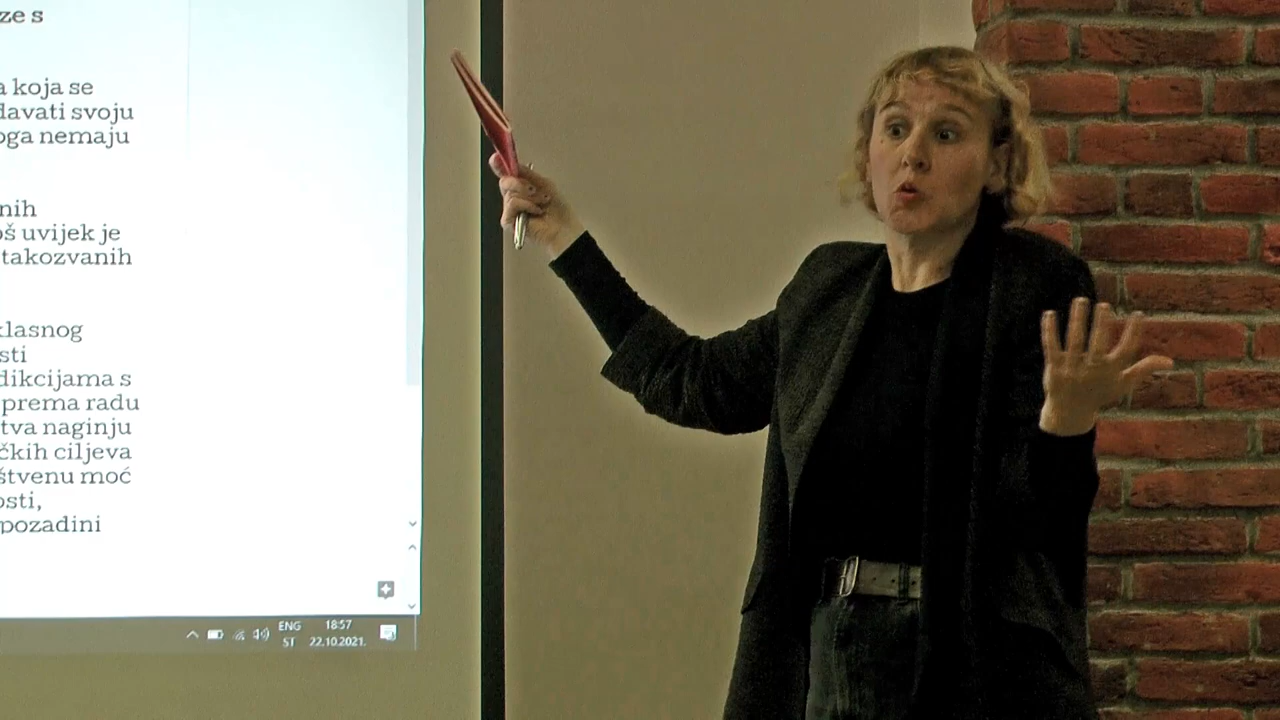 ze s
a koja se
davati svoju
oga nemaju
nih
oš uvijek je
takozvanih
klasnog
sti
dikcijama s
prema radu
tva naginju
čkih ciljeva
štvenu moć
osti,
pozadini
ENG 18:57
ST 22.10.2021.